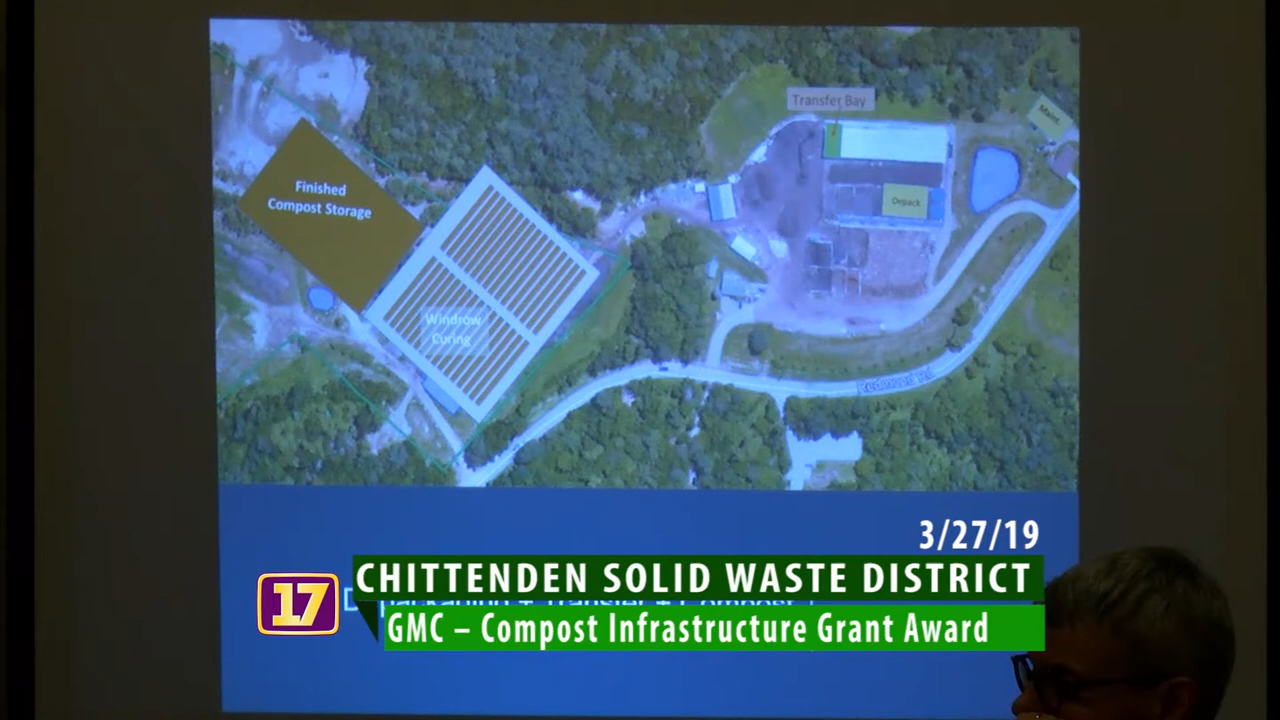 Transfer Bay
Maint.
Finished
Compost Storage
Depack
Windrow
Curing
Redmond Rd
3/27/19
CHITTENDEN SOLID WASTE DISTRICT
17
GMC – Compost Infrastructure Grant Award